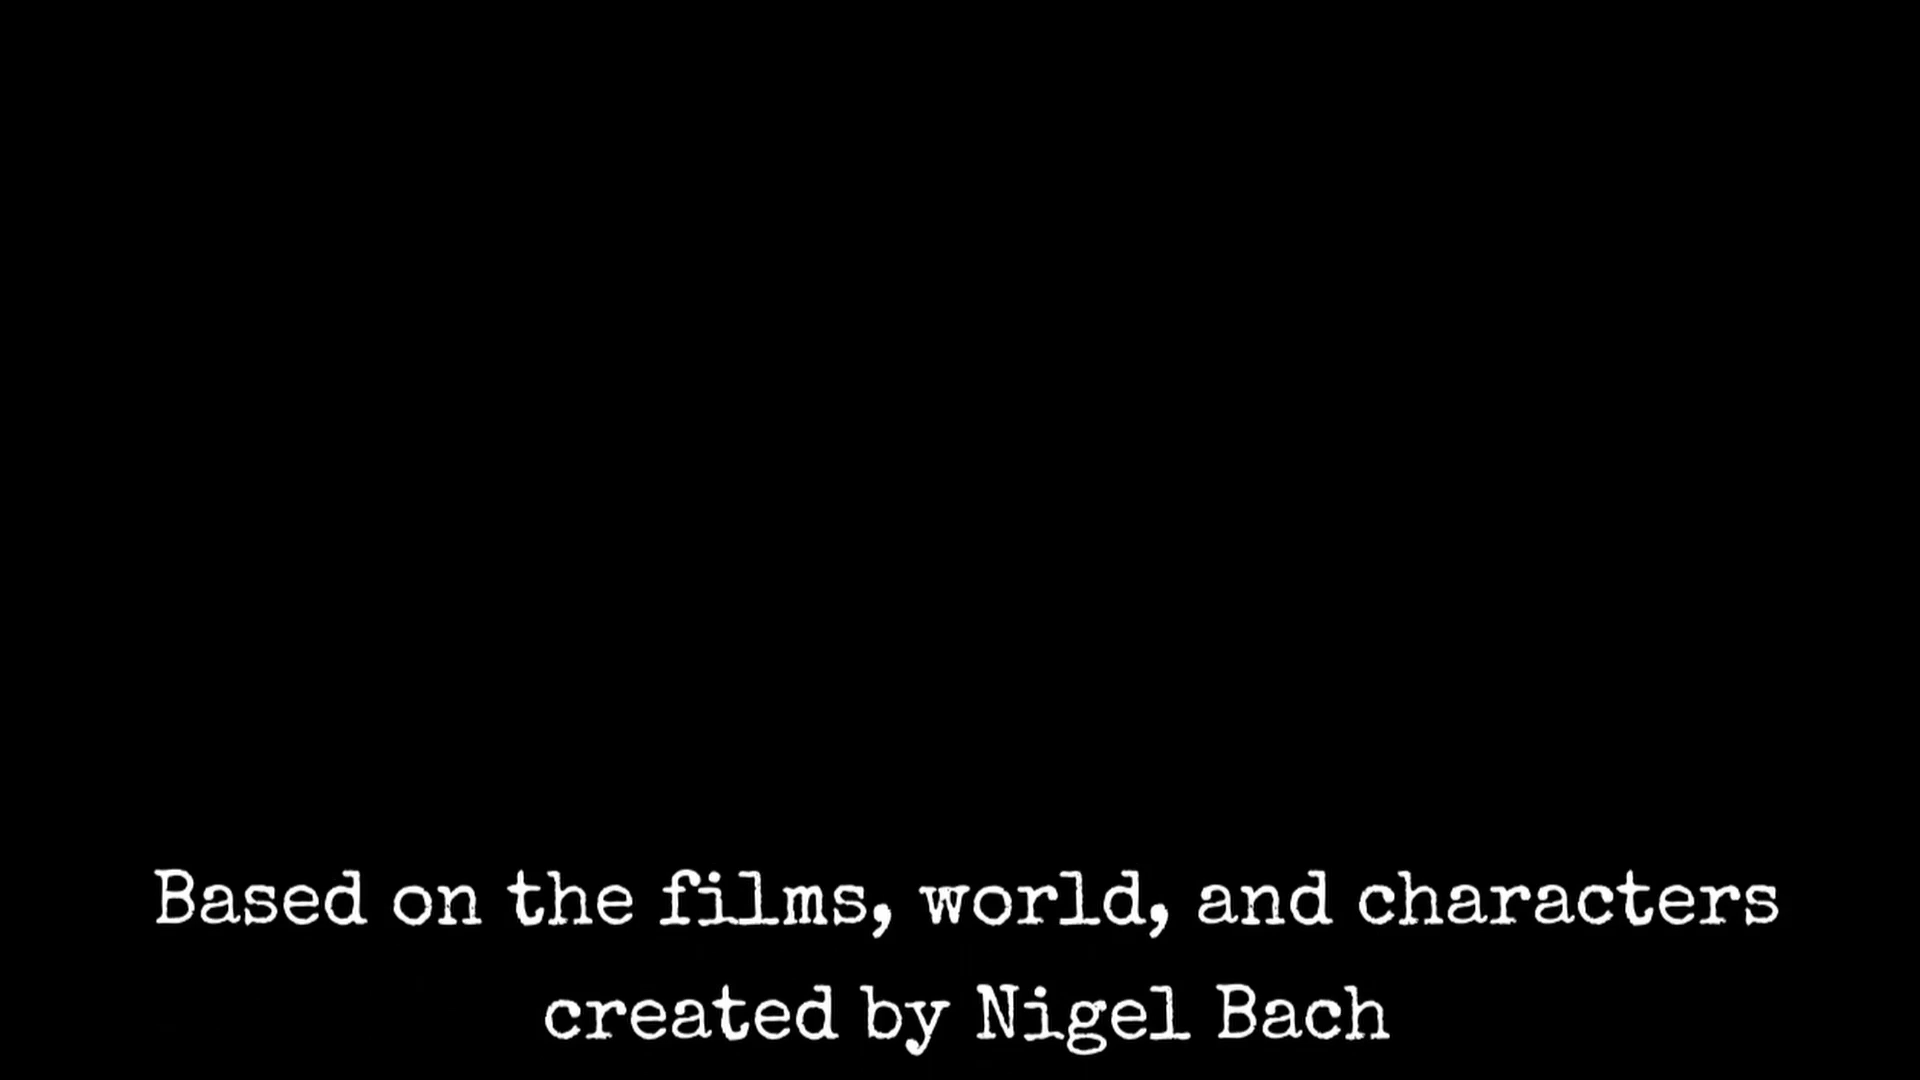 Based on the films, world, and characters
created by Nigel Bach